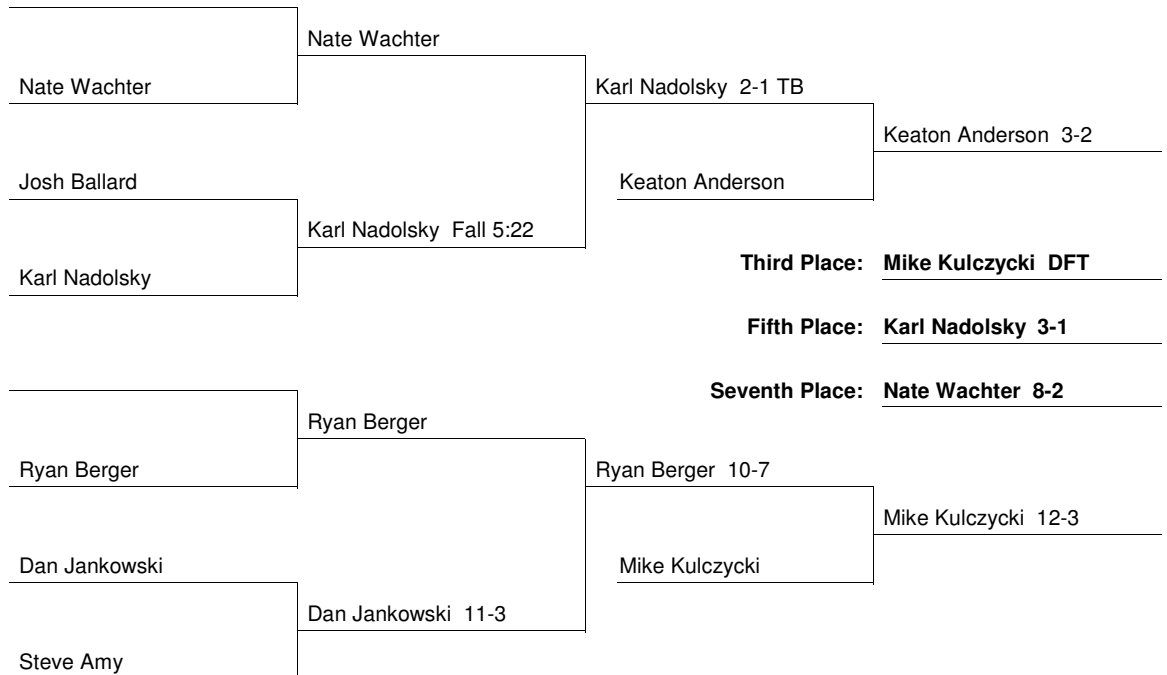 Nate Wachter
Nate Wachter
Karl Nadolsky 2-1 TB
Keaton Anderson 3-2
Josh Ballard
Keaton Anderson
Karl Nadolsky Fall 5:22
Third Place: Mike Kulczycki DFT
Karl Nadolsky
Fifth Place: Karl Nadolsky 3-1
Seventh Place: Nate Wachter 8-2
Ryan Berger
Ryan Berger
Ryan Berger 10-7
Mike Kulczycki 12-3
Dan Jankowski
Mike Kulczycki
Dan Jankowski 11-3
Steve Amy